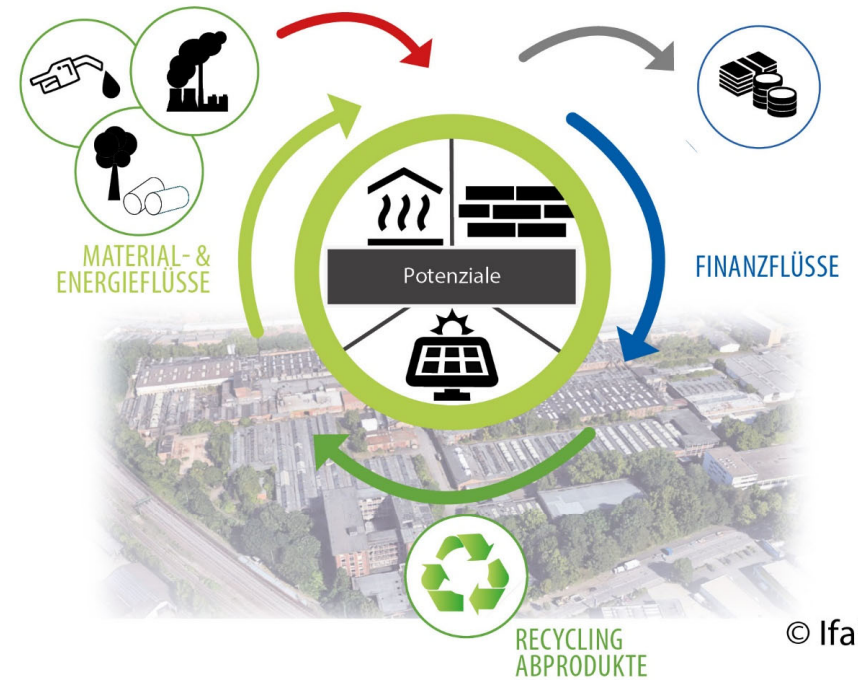 MATERIAL- &
ENERGIEFLÜSSE
Potenziale
FINANZFLÜSSE
RECYCLING
ABPRODUKTE
© Ifa